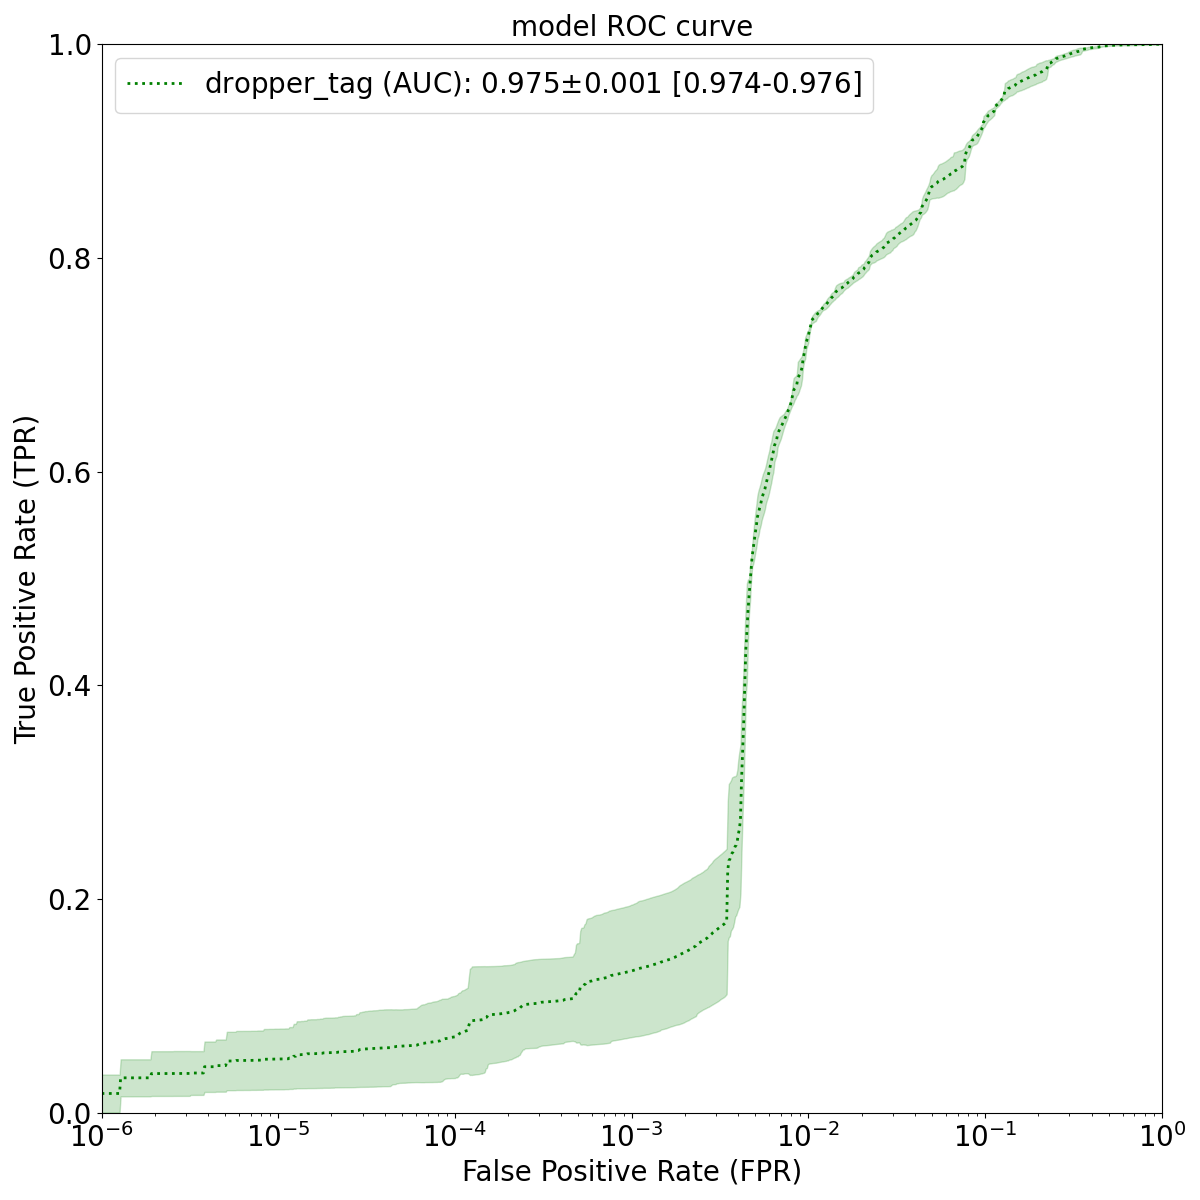 model ROC curve
dropper_tag (AUC): 0.975±0.001 [0.974-0.976]
True Positive Rate (TPR)
1.0
0.8
0.6
0.4
0.2
0.0
10⁻⁶ 10⁻⁵ 10⁻⁴ 10⁻³ 10⁻² 10⁻¹ 10⁰
False Positive Rate (FPR)